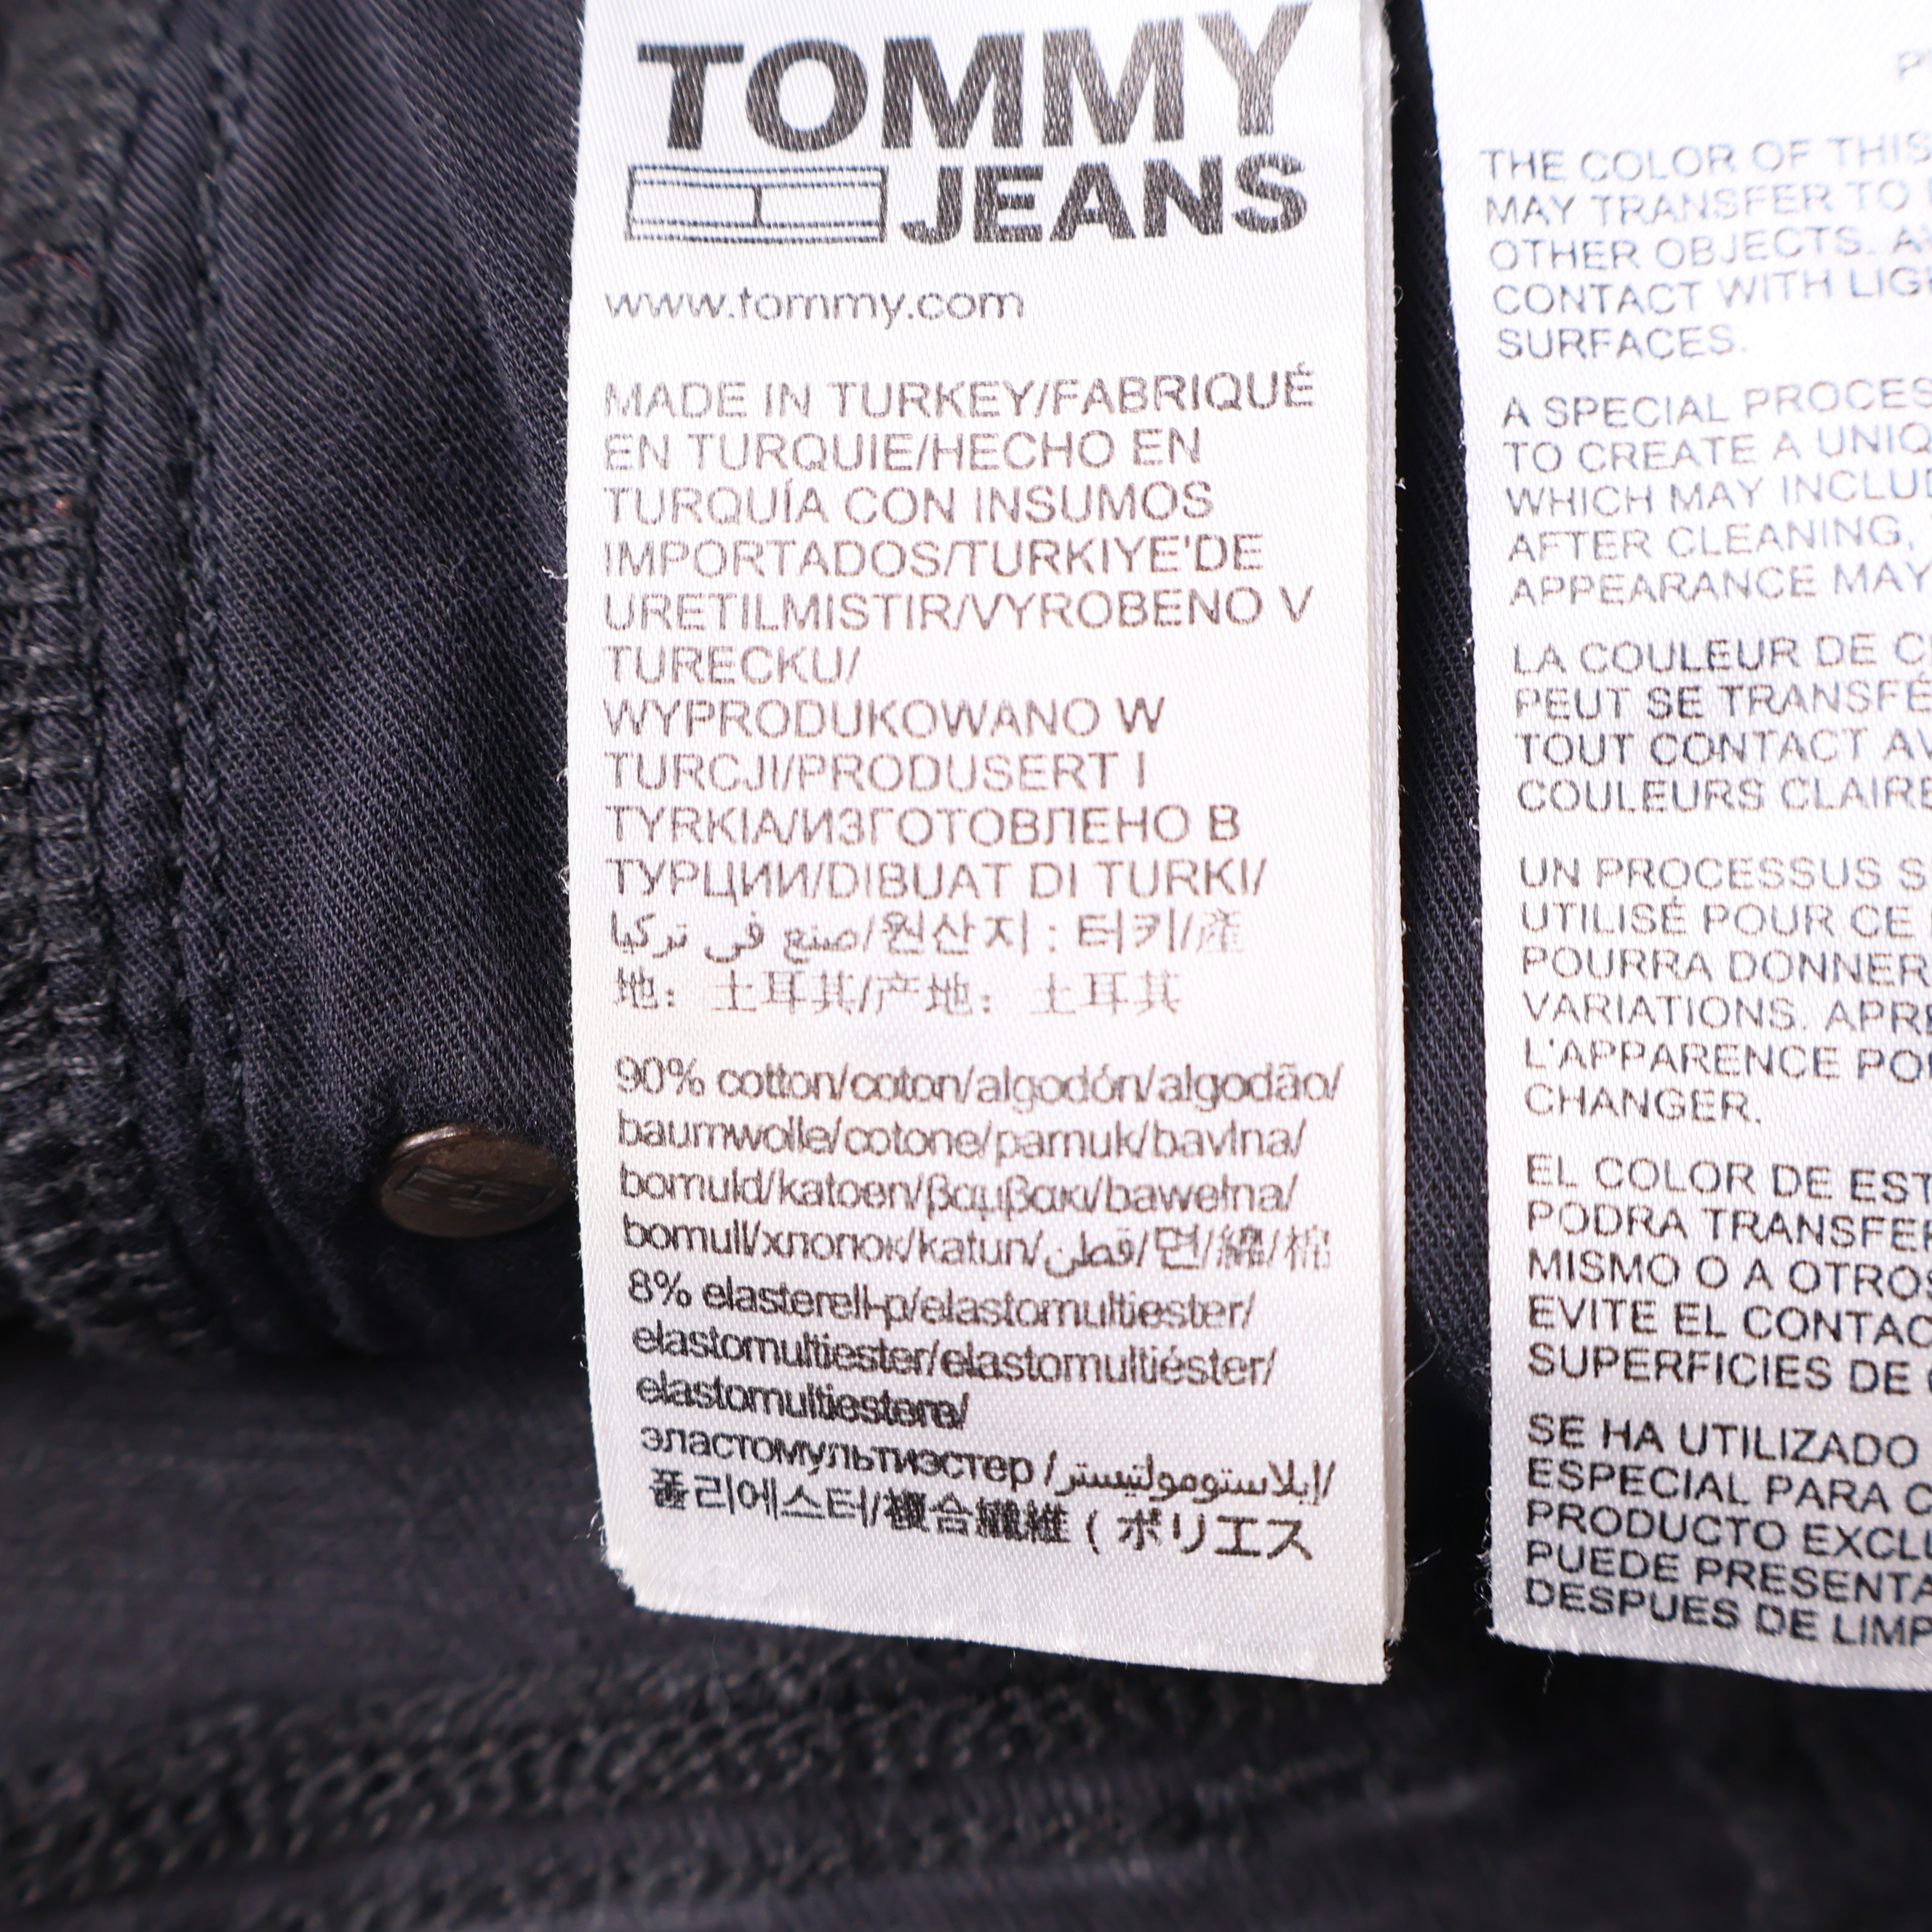 TOMMY
JEANS
www.tommy.com
MADE IN TURKEY/FABRIQUÉ
EN TURQUIE/HECHO EN
TURQUÍA CON INSUMOS
IMPORTADOS/TURKIYE'DE
URETILMISTIR/VYROBENO V
TURECKU/
WYPRODUKOWANO W
TURCJI/PRODUSERT I
TYRKIA/ИЗГОТОВЛЕНО В
ТУРЦИИ/DIBUAT DI TURKI/
صنع في تركيا/원산지 : 터키/產
地：土耳其/产地：土耳其
90% cotton/coton/algodón/algodão/
baumwolle/cotone/pamuk/bavlna/
bomuld/katoen/βαμβακι/bawełna/
bomull/хлопок/katun/قطن/면/綿/棉
8% elasterell-p/elastomultiester/
elastomultiester/elastomultiéster/
elastomultiestere/
эластомультиэстер /إيلاستومولتيستر/
폴리에스터/複合繊維 ( ポリエス
THE COLOR OF THIS
MAY TRANSFER TO
OTHER OBJECTS.
CONTACT WITH
SURFACES.
A SPECIAL PROCES
TO CREATE A UNIQ
WHICH MAY INCLU
AFTER CLEANING,
APPEARANCE MAY
LA COULEUR DE
PEUT SE TRANSFÉ
TOUT CONTACT AV
COULEURS CLAIRE
UN PROCESSUS S
UTILISÉ POUR CE
POURRA DONNER
VARIATIONS. APR
L'APPARENCE PO
CHANGER.
EL COLOR DE EST
PODRA TRANSFER
MISMO O A OTROS
EVITE EL CONTAC
SUPERFICIES DE
SE HA UTILIZADO
ESPECIAL PARA C
PRODUCTO EXCLU
PUEDE PRESENTA
DESPUES DE LIMP